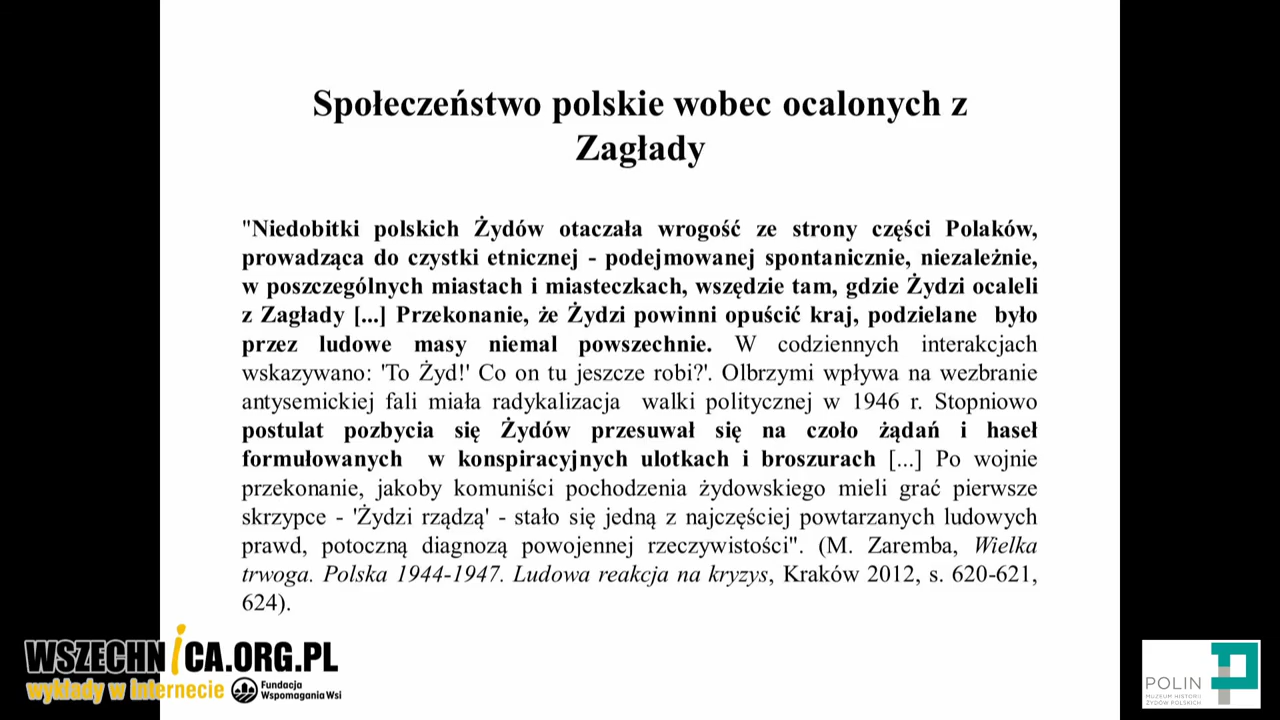 Społeczeństwo polskie wobec ocalonych z
Zagłady
"Niedobitki polskich Żydów otaczała wrogość ze strony części Polaków,
prowadząca do czystki etnicznej - podejmowanej spontanicznie, niezależnie,
w poszczególnych miastach i miasteczkach, wszędzie tam, gdzie Żydzi ocaleli
z Zagłady [...] Przekonanie, że Żydzi powinni opuścić kraj, podzielane było
przez ludowe masy niemal powszechnie. W codziennych interakcjach
wskazywano: 'To Żyd!' Co on tu jeszcze robi?'. Olbrzymi wpływa na wezbranie
antysemickiej fali miała radykalizacja walki politycznej w 1946 r. Stopniowo
postulat pozbycia się Żydów przesuwał się na czoło żądań i haseł
formułowanych w konspiracyjnych ulotkach i broszurach [...] Po wojnie
przekonanie, jakoby komuniści pochodzenia żydowskiego mieli grać pierwsze
skrzypce - 'Żydzi rządzą' - stało się jedną z najczęściej powtarzanych ludowych
prawd, potoczną diagnozą powojennej rzeczywistości". (M. Zaremba, Wielka
trwoga. Polska 1944-1947. Ludowa reakcja na kryzys, Kraków 2012, s. 620-621,
624).
WSZECHNiCA.ORG.PL
wykłady w internecie
Fundacja
Wspomagania Wsi
POLIN
MUZEUM HISTORII
ŻYDÓW POLSKICH